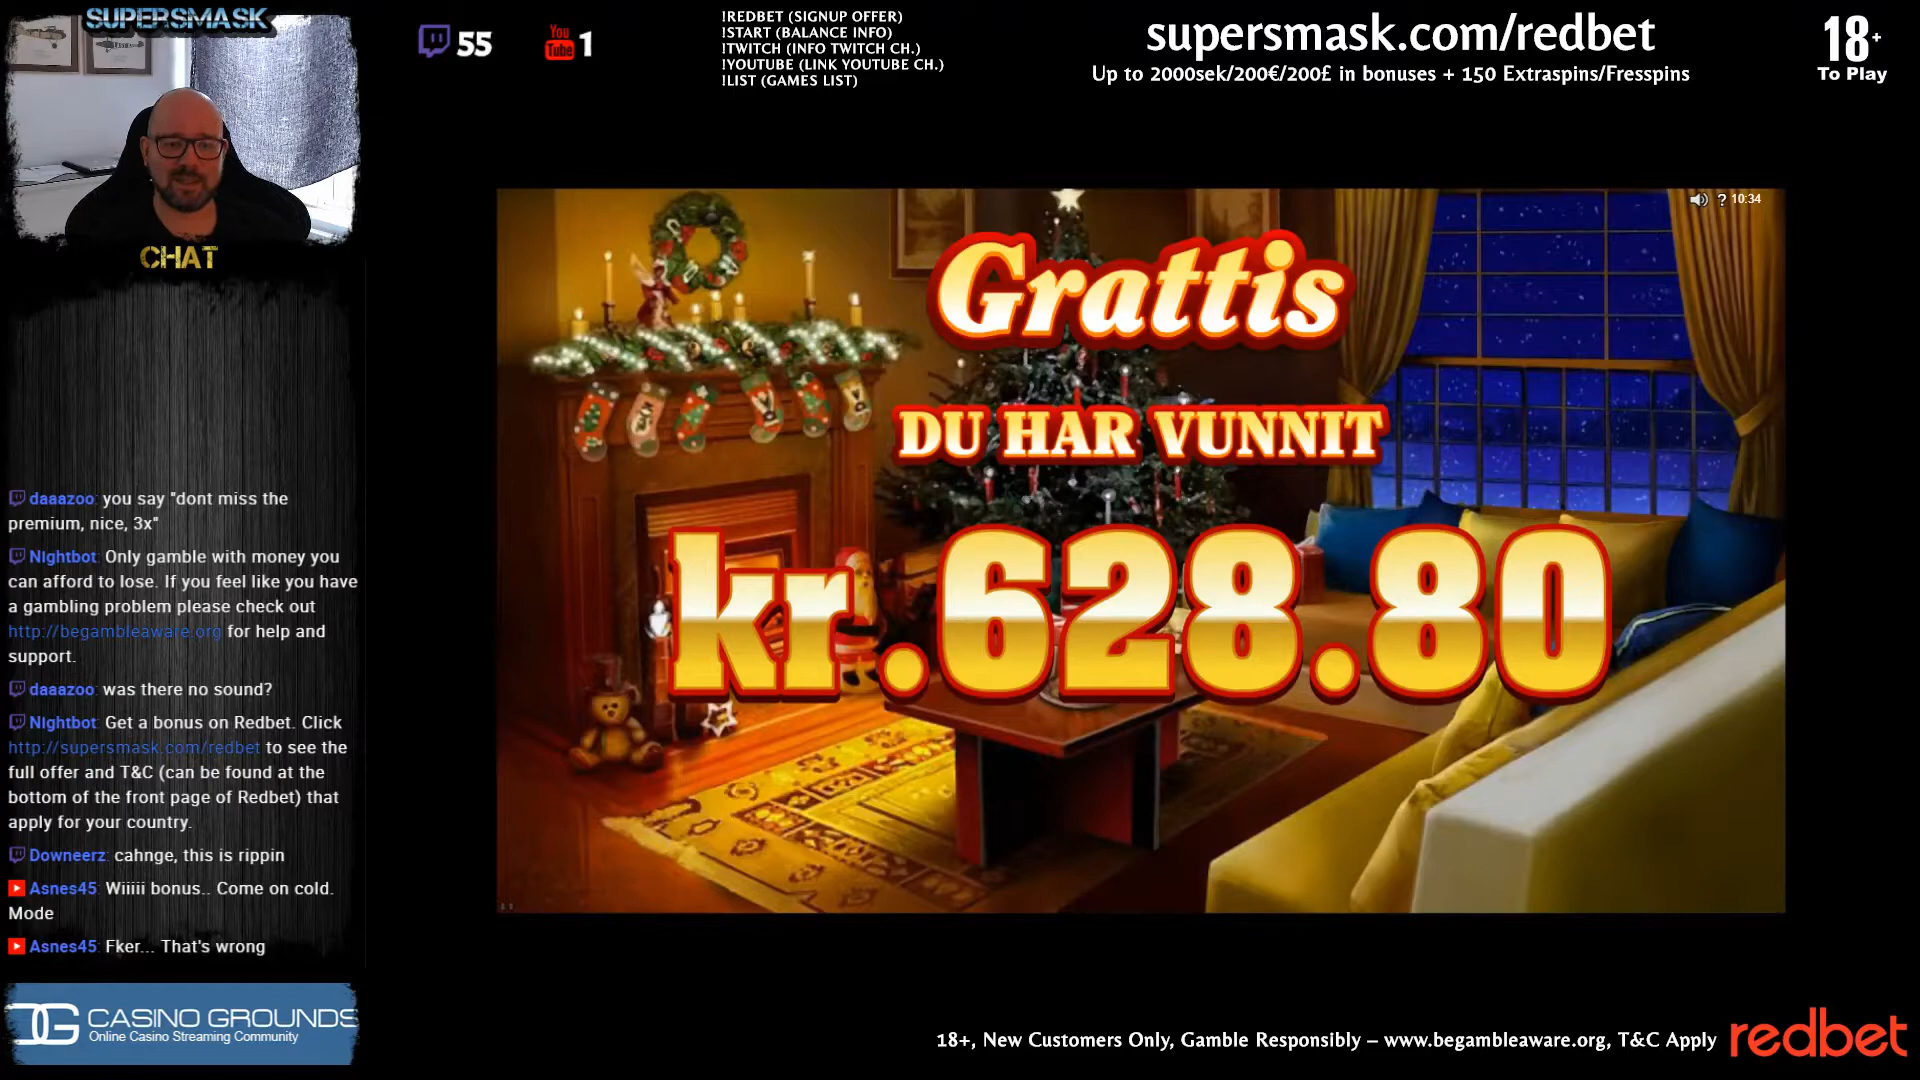 SUPERSMASK
55
You
Tube
1
!REDBET (SIGNUP OFFER)
!START (BALANCE INFO)
!TWITCH (INFO TWITCH CH.)
!YOUTUBE (LINK YOUTUBE CH.)
!LIST (GAMES LIST)
supersmask.com/redbet
Up to 2000sek/200€/200£ in bonuses + 150 Extraspins/Fresspins
18+
To Play
CHAT
? 10:34
Grattis
DU HAR VUNNIT
kr.628.80
daaazoo: you say "dont miss the
premium, nice, 3x"
Nightbot: Only gamble with money you
can afford to lose. If you feel like you have
a gambling problem please check out
http://begambleaware.org for help and
support.
daaazoo: was there no sound?
Nightbot: Get a bonus on Redbet. Click
http://supersmask.com/redbet to see the
full offer and T&C (can be found at the
bottom of the front page of Redbet) that
apply for your country.
Downeerz: cahnge, this is rippin
Asnes45: Wiiiii bonus.. Come on cold.
Mode
Asnes45: Fker... That's wrong
CG CASINO GROUNDS
Online Casino Streaming Community
18+, New Customers Only, Gamble Responsibly – www.begambleaware.org, T&C Apply
redbet